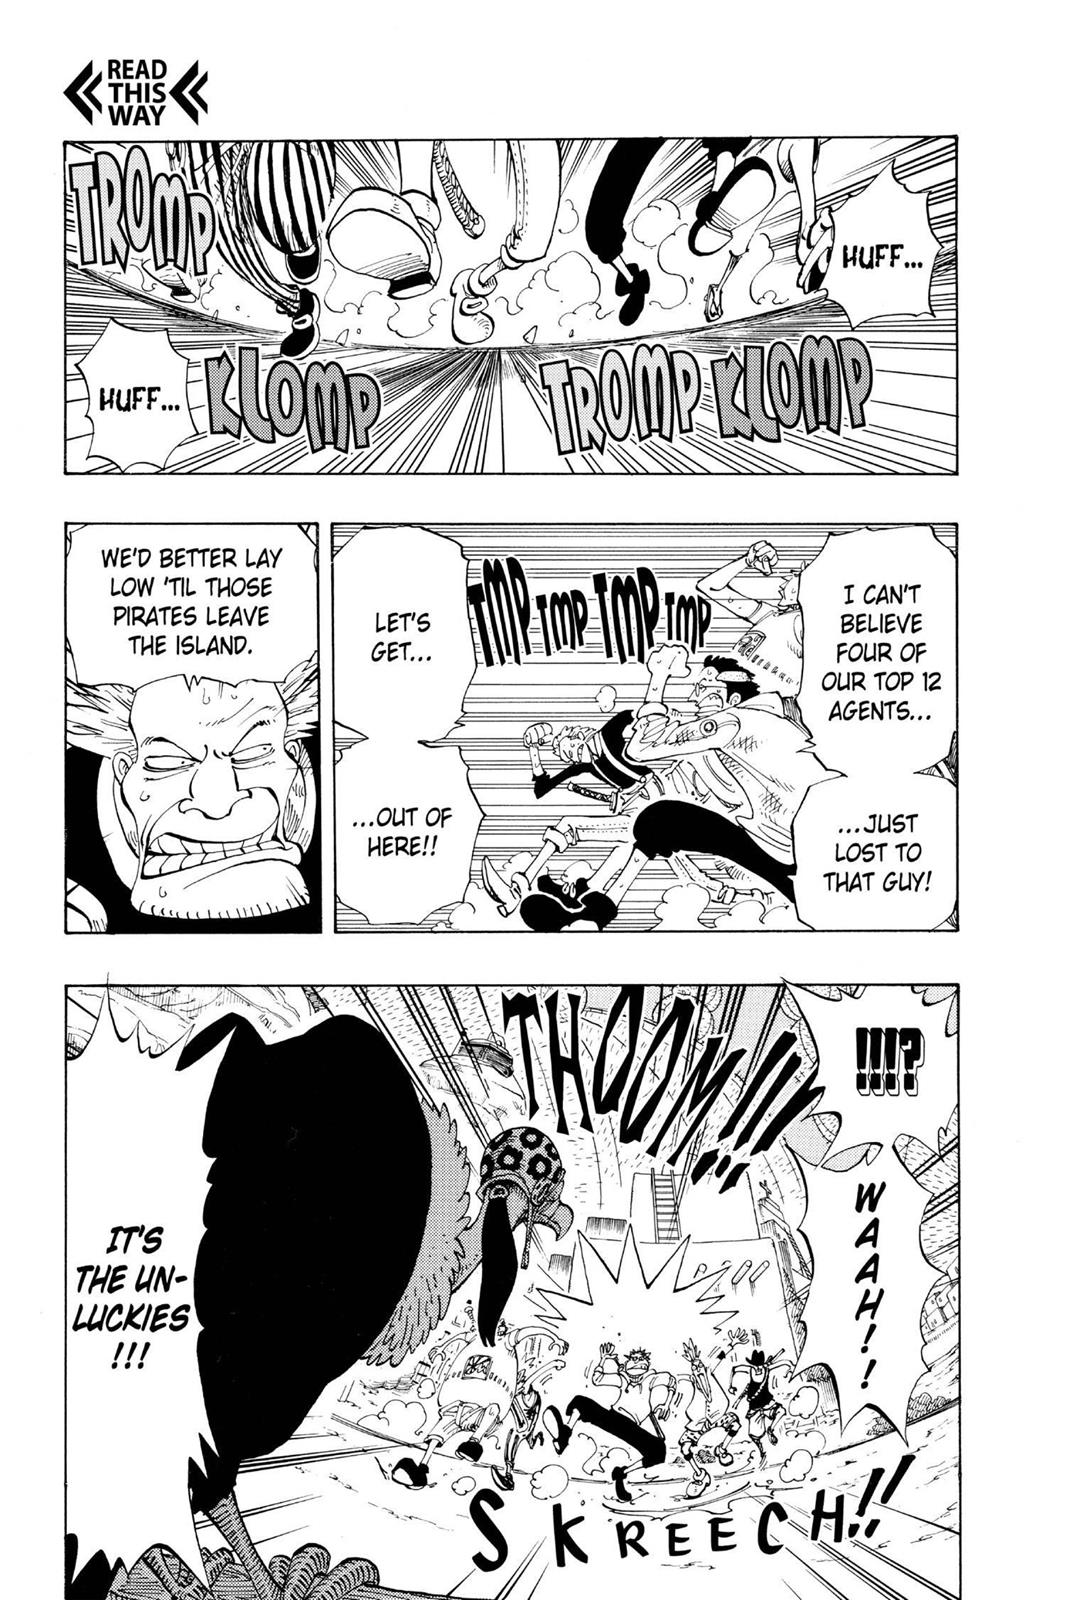 READ
THIS
WAY
HUFF...
TROMP
TROMP KLOMP
KLOMP
HUFF...
I CAN'T
BELIEVE
FOUR OF
OUR TOP 12
AGENTS...
...JUST
LOST TO
THAT GUY!
TMP TMP TMP TMP
LET'S
GET...
...OUT OF
HERE!!
WE'D BETTER LAY
LOW 'TIL THOSE
PIRATES LEAVE
THE ISLAND.
!!!?
WAAH!!
THOOM!!!
SKREECH!!
IT'S
THE UN-
LUCKIES
!!!